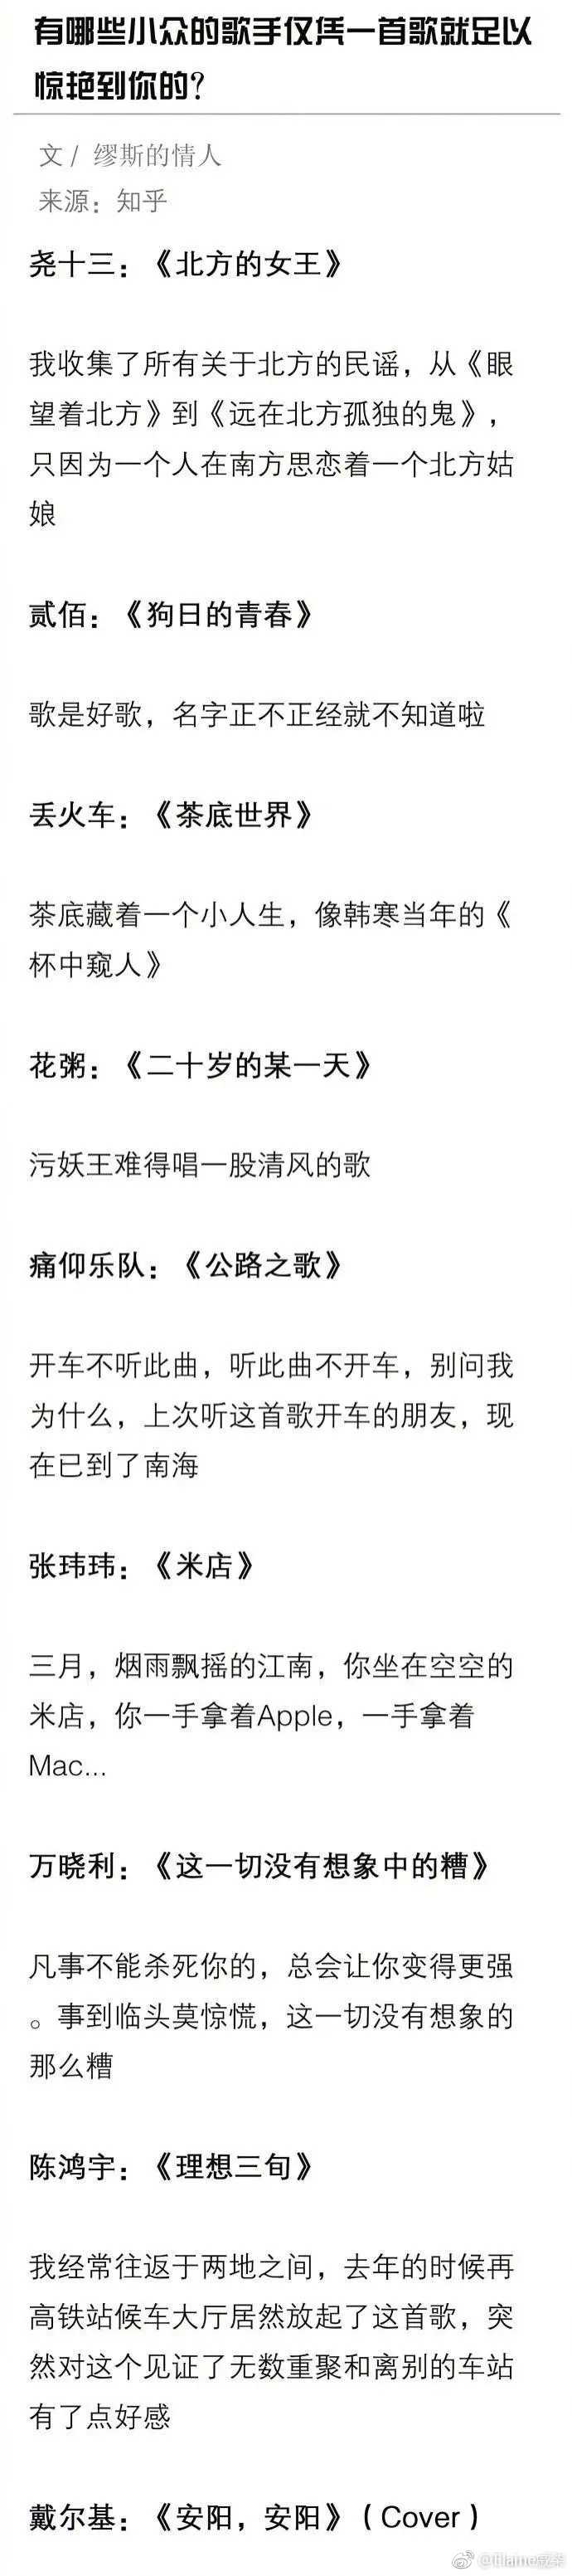 有哪些小众的歌手仅凭一首歌就足以
惊艳到你的?
文 / 缪斯的情人
来源：知乎
尧十三：《北方的女王》
我收集了所有关于北方的民谣，从《眼
望着北方》到《远在北方孤独的鬼》，
只因为一个人在南方思恋着一个北方姑
娘
贰佰：《狗日的青春》
歌是好歌，名字正不正经就不知道啦
丢火车：《茶底世界》
茶底藏着一个小人生，像韩寒当年的《
杯中窥人》
花粥：《二十岁的某一天》
污妖王难得唱一股清风的歌
痛仰乐队：《公路之歌》
开车不听此曲，听此曲不开车，别问我
为什么，上次听这首歌开车的朋友，现
在已到了南海
张玮玮：《米店》
三月，烟雨飘摇的江南，你坐在空空的
米店，你一手拿着Apple，一手拿着
Mac...
万晓利：《这一切没有想象中的糟》
凡事不能杀死你的，总会让你变得更强
。事到临头莫惊慌，这一切没有想象的
那么糟
陈鸿宇：《理想三旬》
我经常往返于两地之间，去年的时候再
高铁站候车大厅居然放起了这首歌，突
然对这个见证了无数重聚和离别的车站
有了点好感
戴尔基：《安阳，安阳》（Cover）